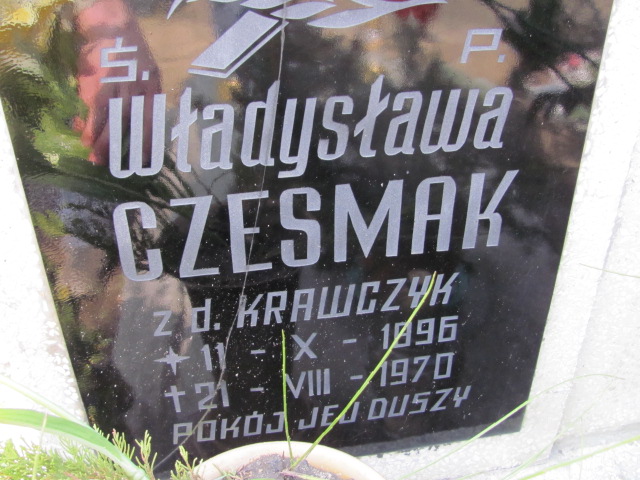 Ś. P.
Władysława
CZESMAK
z d. KRAWCZYK
11 - X - 1896
† 21 - VIII - 1970
POKÓJ JEJ DUSZY